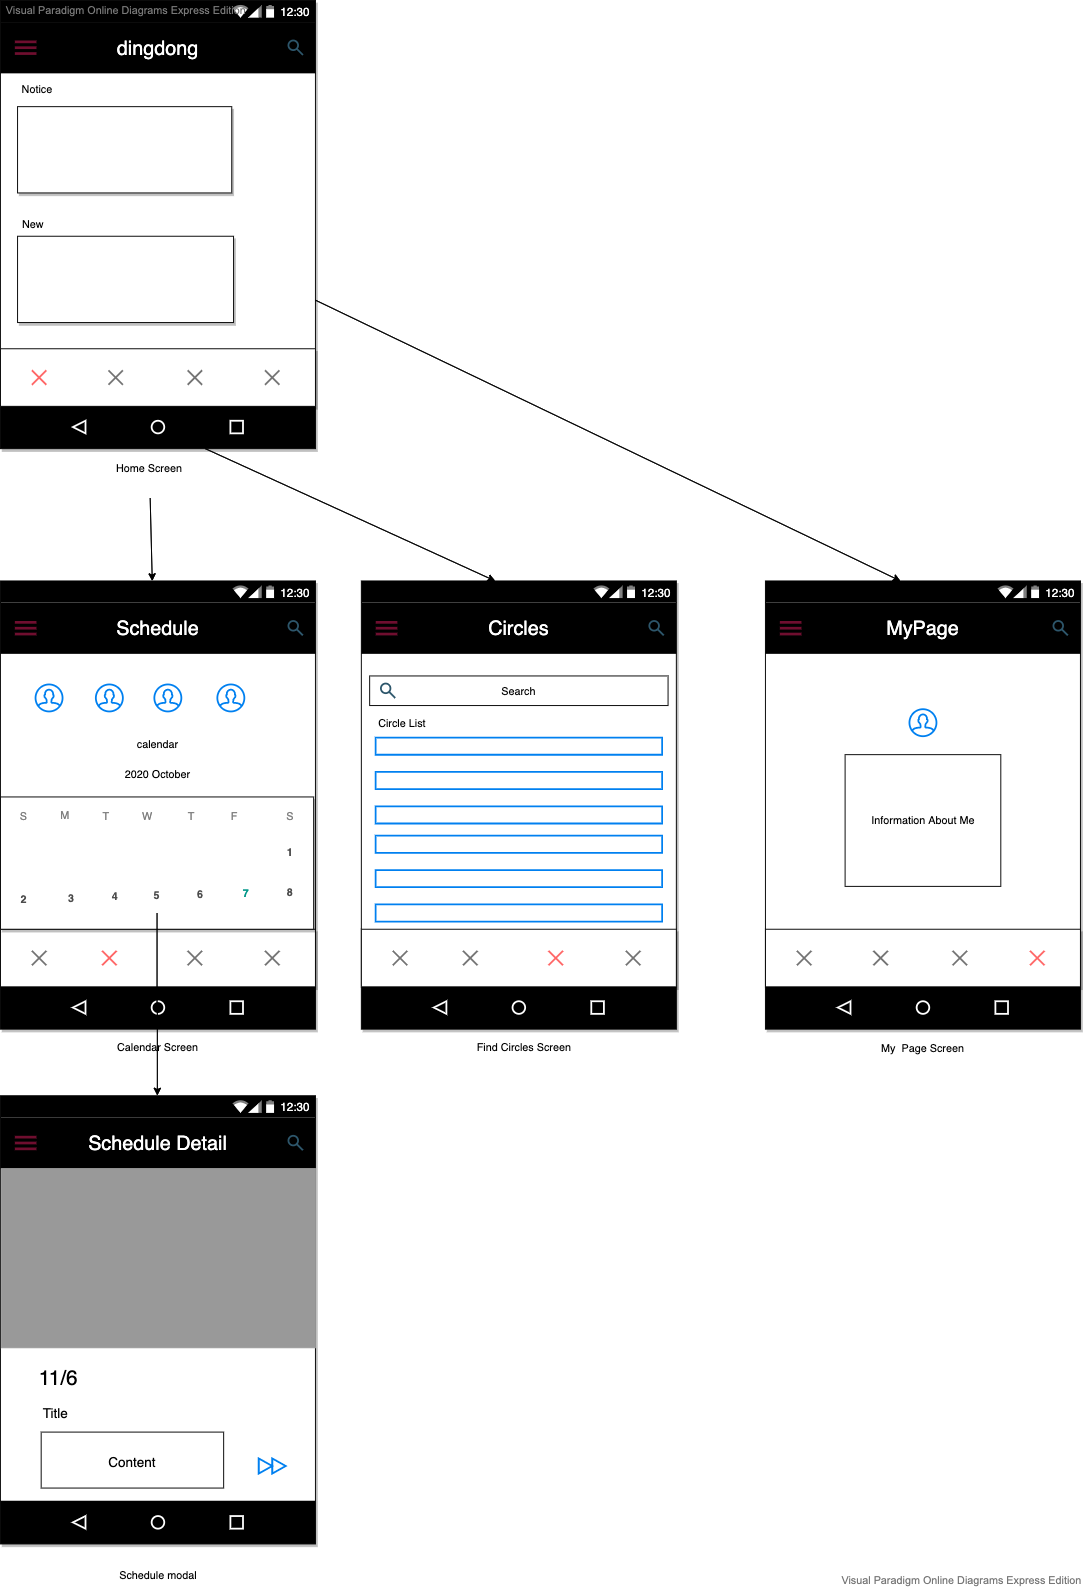 Visual Paradigm Online Diagrams Express Edition
12:30
dingdong
Notice
New
Home Screen
12:30
Schedule
calendar
2020 October
S M T W T F S
1
2 3 4 5 6 7 8
Calendar Screen
12:30
Circles
Search
Circle List
Find Circles Screen
12:30
MyPage
Information About Me
My  Page Screen
12:30
Schedule Detail
11/6
Title
Content
Schedule modal
Visual Paradigm Online Diagrams Express Edition